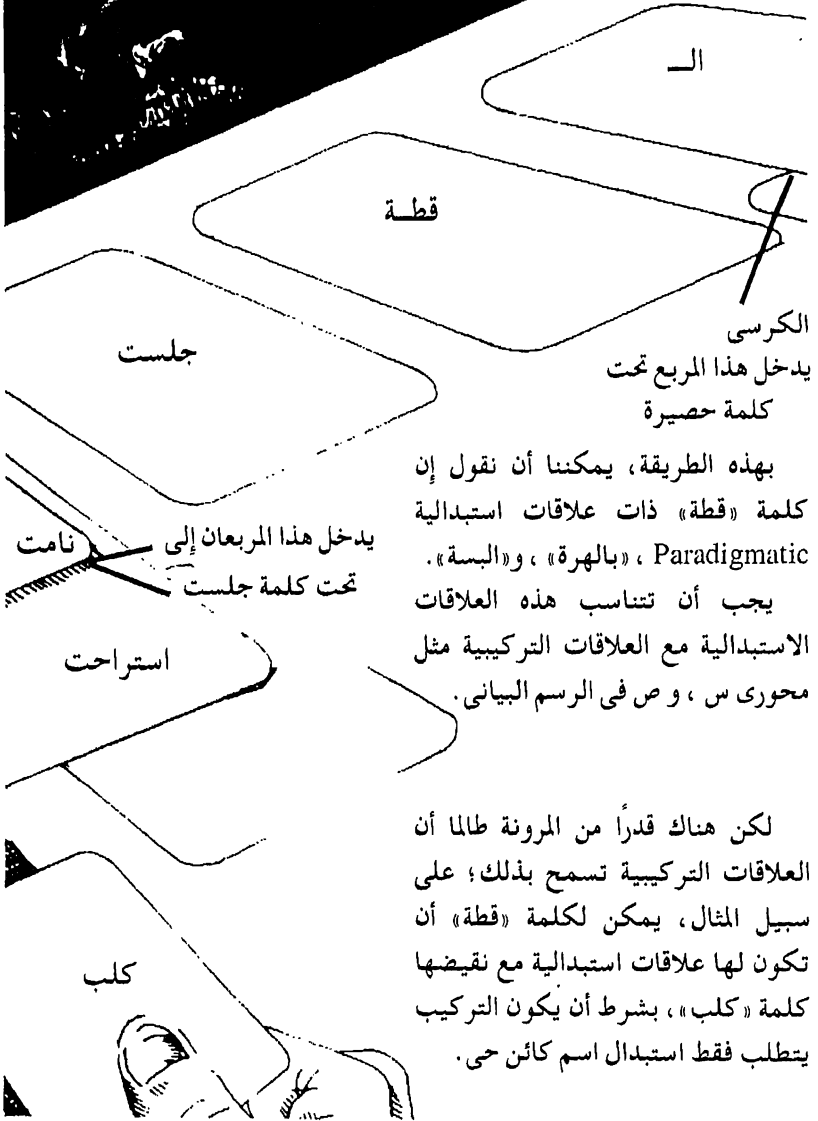 الـ
قطـة
جلست
الكرسى
يدخل هذا المربع تحت
كلمة حصيرة
بهذه الطريقة، يمكننا أن نقول إن
كلمة «قطة» ذات علاقات استبدالية
Paradigmatic ، «بالهرة» ، و«البسة».
يدخل هذا المربعان إلى
تحت كلمة جلست
نامت
استراحت
يجب أن تتناسب هذه العلاقات
الاستبدالية مع العلاقات التركيبية مثل
محورى س ، و ص فى الرسم البيانى.
لكن هناك قدرًا من المرونة طالما أن
العلاقات التركيبية تسمح بذلك؛ على
سبيل المثال، يمكن لكلمة «قطة» أن
تكون لها علاقات استبدالية مع نقيضها
كلمة «كلب»، بشرط أن يكون التركيب
يتطلب فقط استبدال اسم كائن حى.
كلب